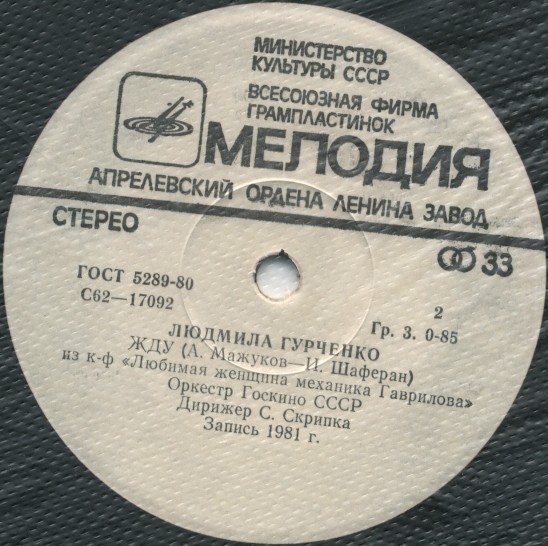 МИНИСТЕРСТВО
КУЛЬТУРЫ СССР
ВСЕСОЮЗНАЯ ФИРМА
ГРАМПЛАСТИНОК
МЕЛОДИЯ
АПРЕЛЕВСКИЙ ОРДЕНА ЛЕНИНА ЗАВОД
СТЕРЕО
33
ГОСТ 5289-80
С62—17092
2
Гр. 3. 0-85
ЛЮДМИЛА ГУРЧЕНКО
ЖДУ (А. Мажуков—И. Шаферан)
из к-ф «Любимая женщина механика Гаврилова»
Оркестр Госкино СССР
Дирижер С. Скрипка
Запись 1981 г.